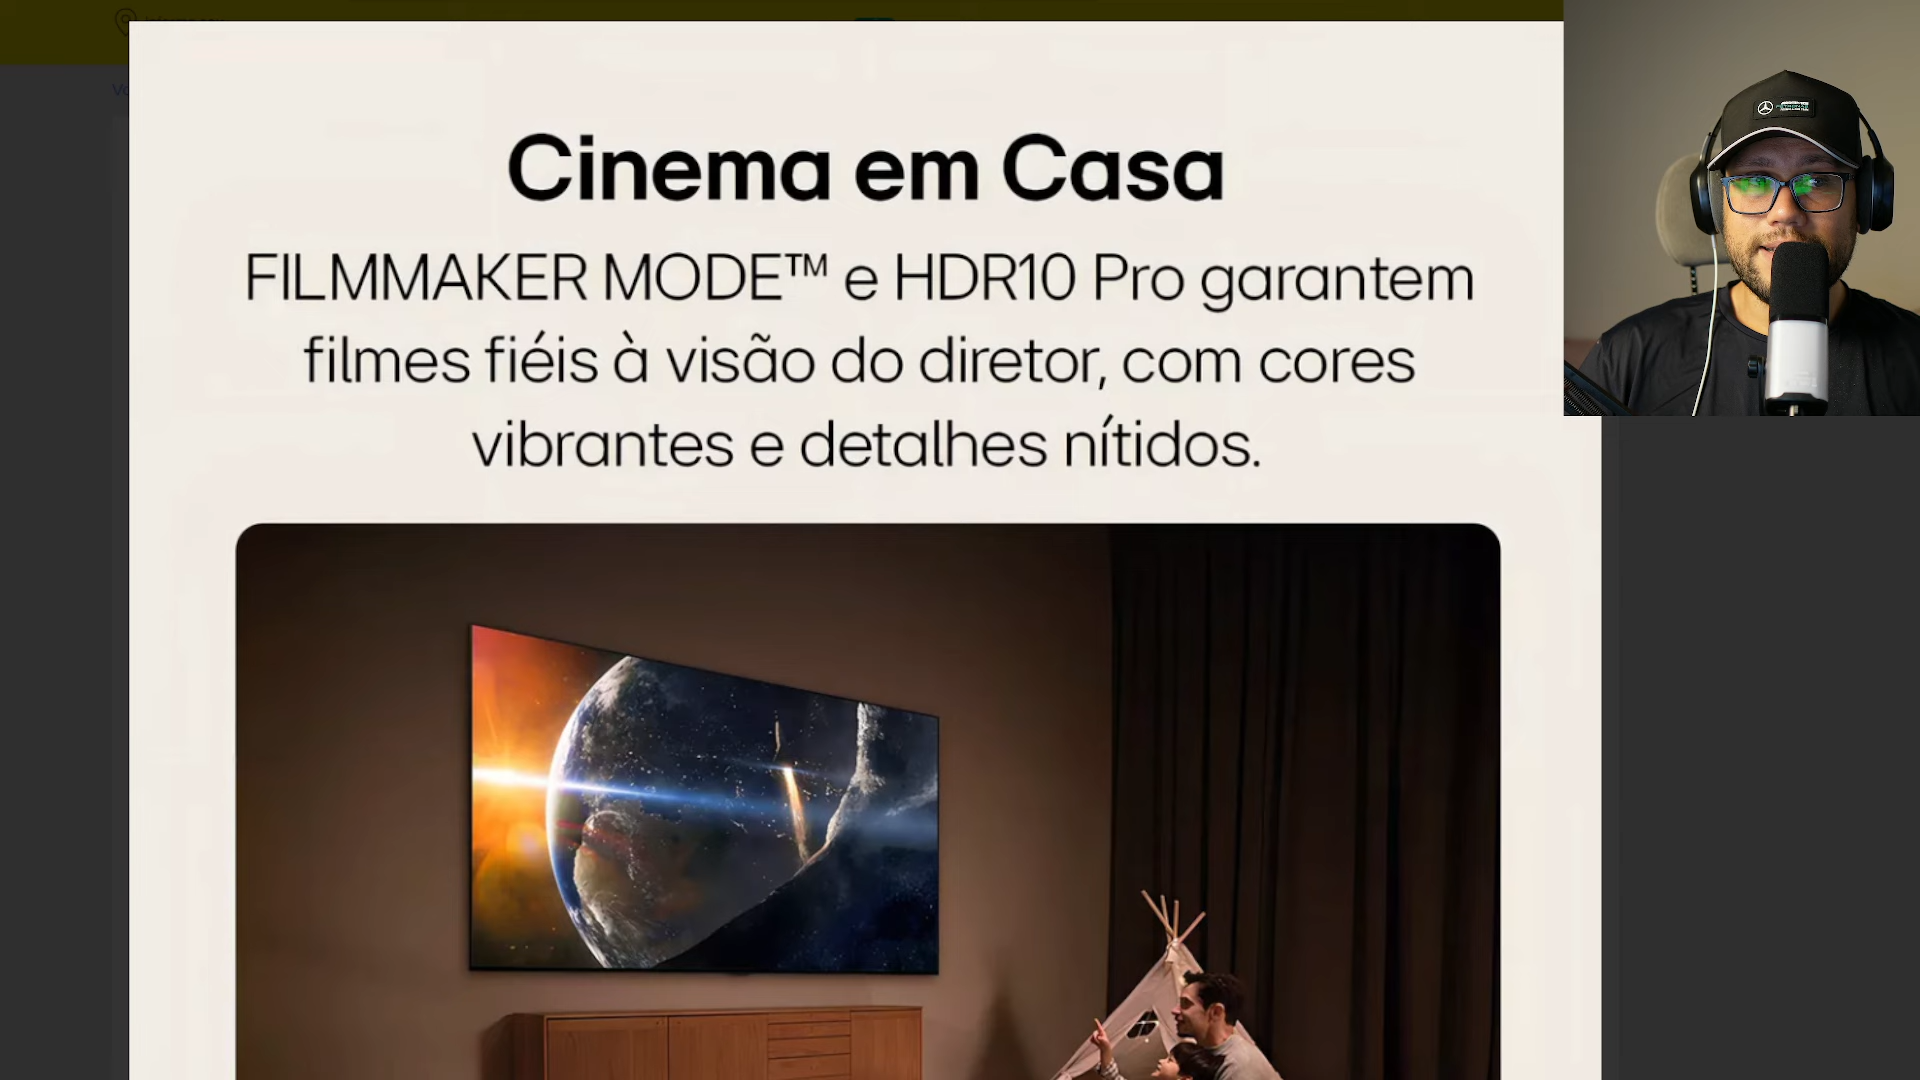 Cinema em Casa
FILMMAKER MODE™ e HDR10 Pro garantem
filmes fiéis à visão do diretor, com cores
vibrantes e detalhes nítidos.